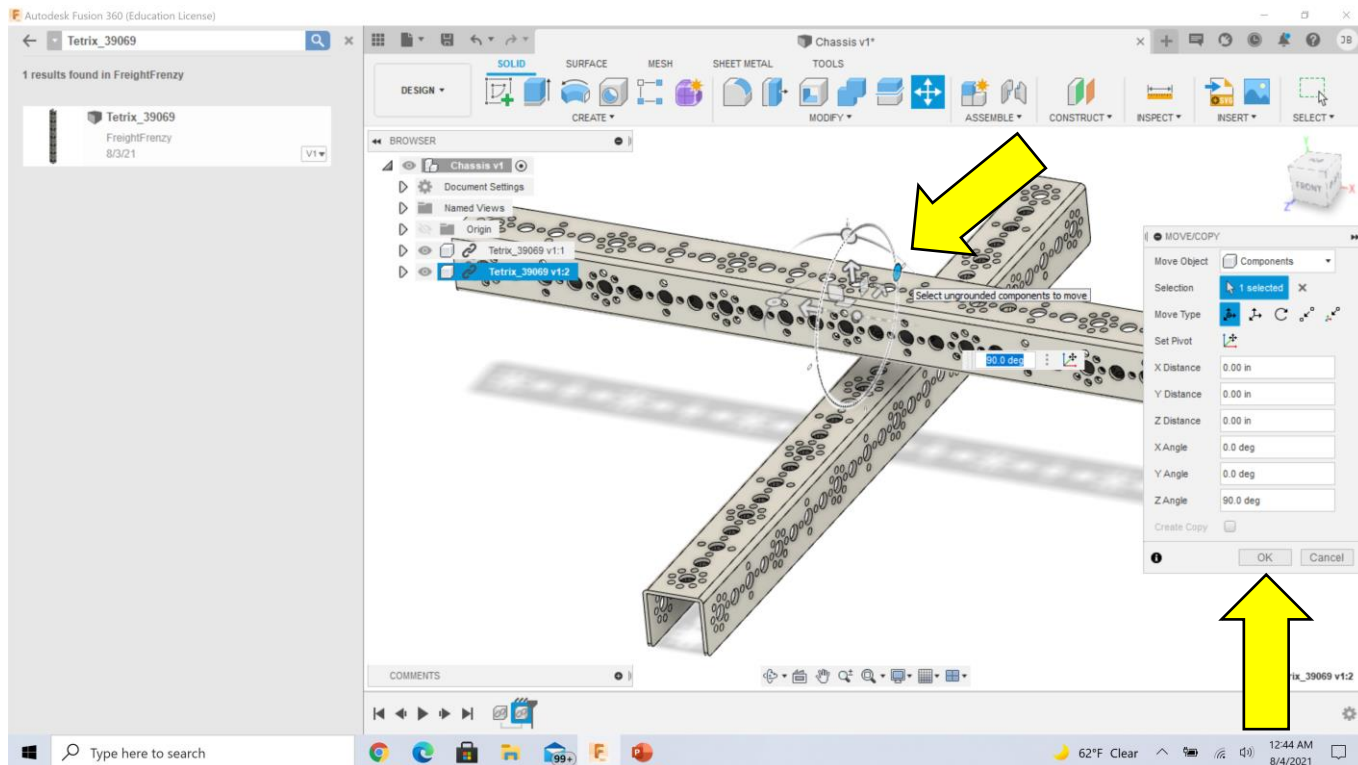 Autodesk Fusion 360 (Education License)
Tetrix_39069
1 results found in FreightFrenzy
Tetrix_39069
FreightFrenzy
8/3/21
V1
Chassis v1*
JB
SOLID SURFACE MESH SHEET METAL TOOLS
DESIGN
CREATE MODIFY ASSEMBLE CONSTRUCT INSPECT INSERT SELECT
BROWSER
Chassis v1
Document Settings
Named Views
Origin
Tetrix_39069 v1:1
Tetrix_39069 v1:2
Select ungrounded components to move
90.0 deg
FRONT
X
Z
MOVE/COPY
Move Object Components
Selection 1 selected
Move Type
Set Pivot
X Distance 0.00 in
Y Distance 0.00 in
Z Distance 0.00 in
X Angle 0.0 deg
Y Angle 0.0 deg
Z Angle 90.0 deg
Create Copy
OK Cancel
COMMENTS
rix_39069 v1:2
Type here to search
99+
62°F Clear
12:44 AM
8/4/2021